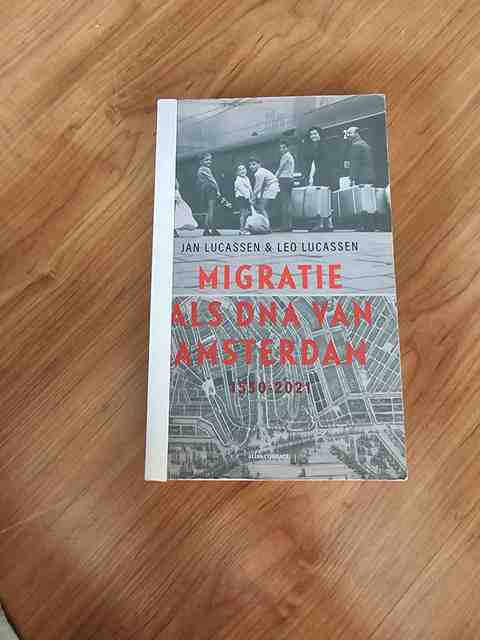 JAN LUCASSEN & LEO LUCASSEN
MIGRATIE
ALS DNA VAN
AMSTERDAM
1550-2021